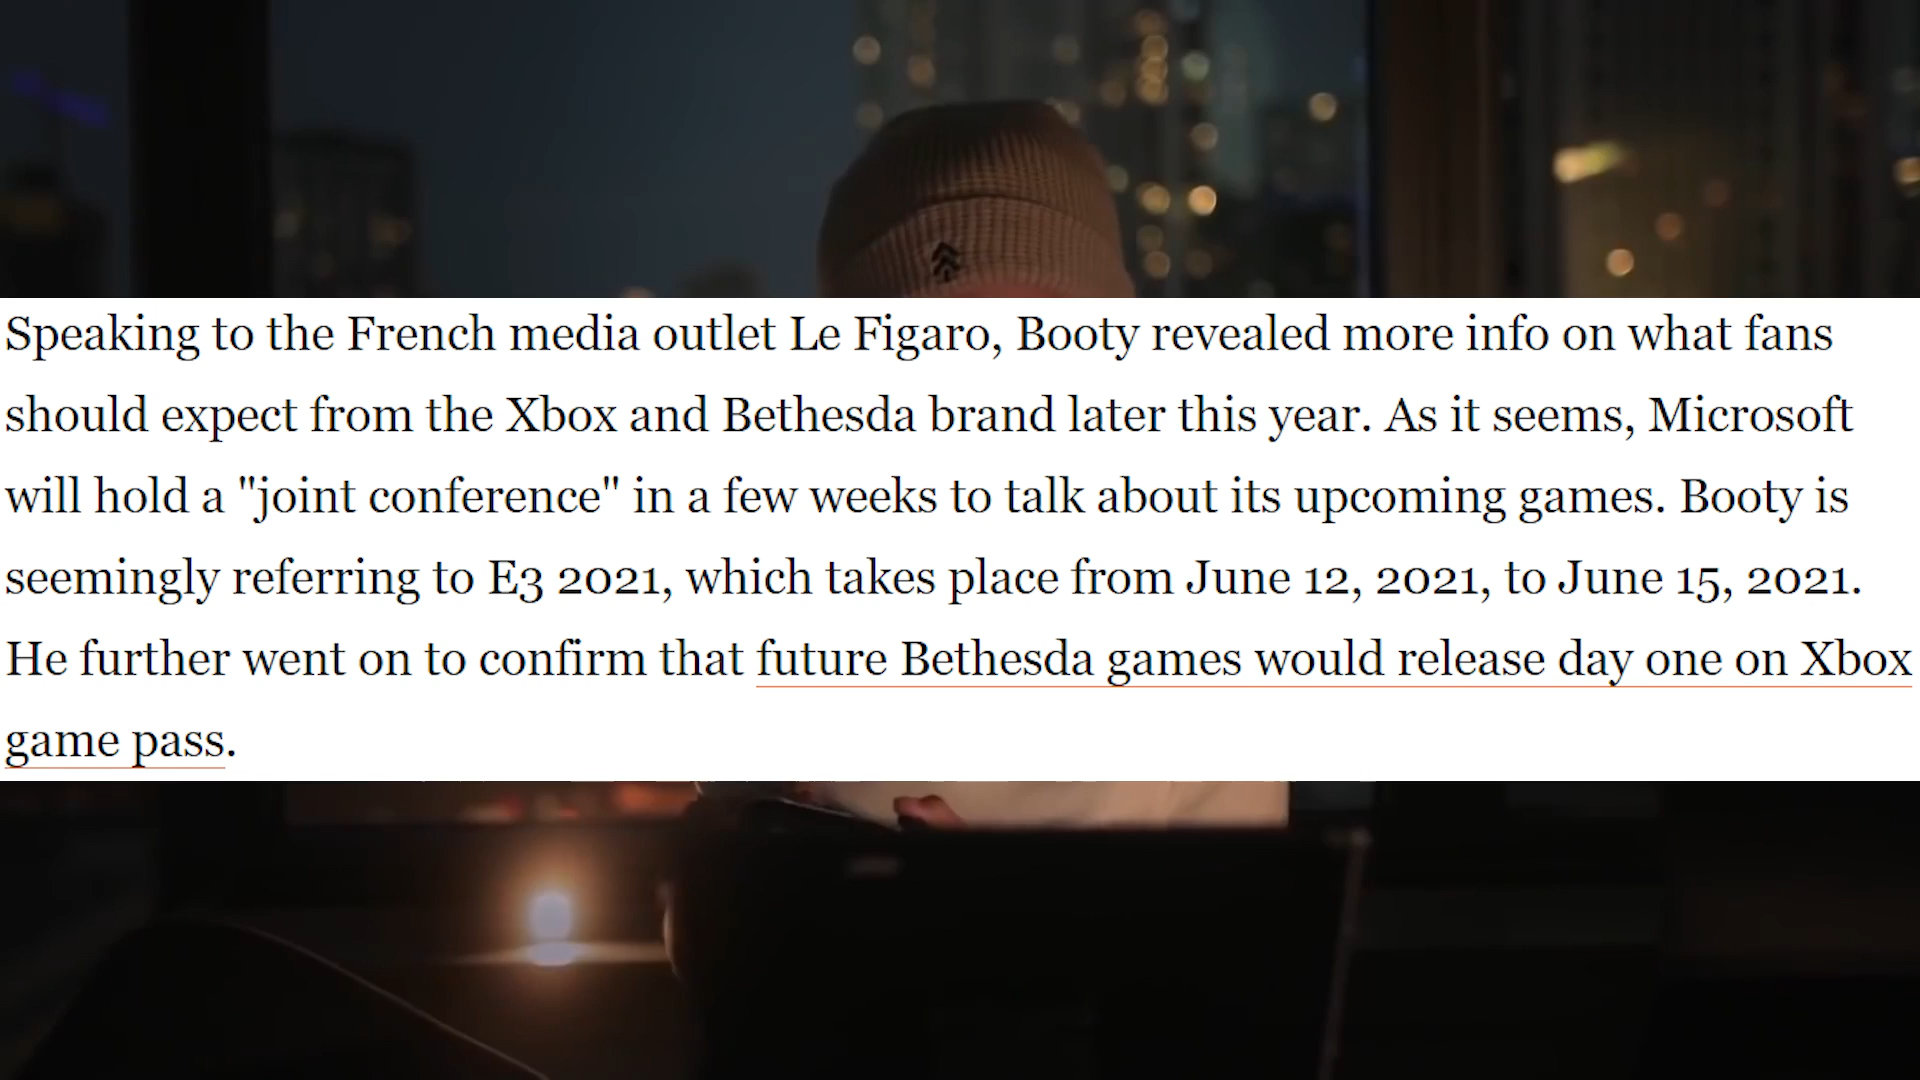 Speaking to the French media outlet Le Figaro, Booty revealed more info on what fans
should expect from the Xbox and Bethesda brand later this year. As it seems, Microsoft
will hold a "joint conference" in a few weeks to talk about its upcoming games. Booty is
seemingly referring to E3 2021, which takes place from June 12, 2021, to June 15, 2021.
He further went on to confirm that future Bethesda games would release day one on Xbox
game pass.